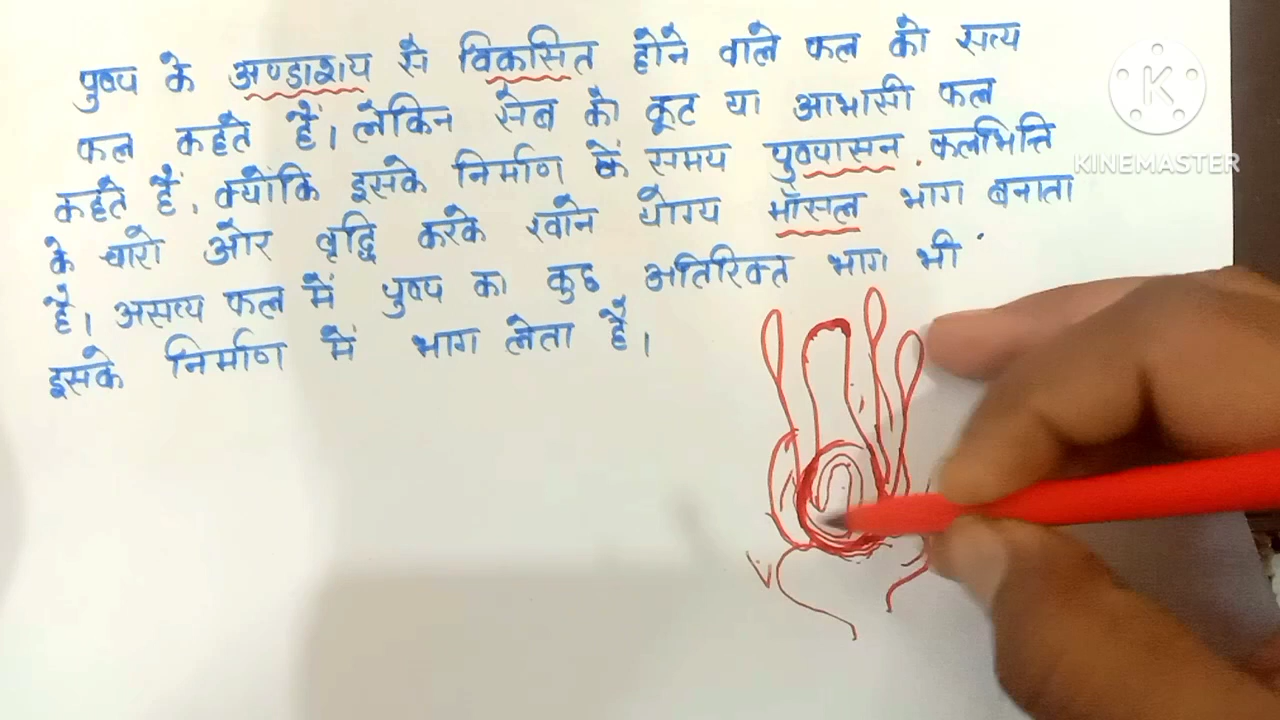 पुष्प के अण्डाशय से विकसित होने वाले फल को सत्य
फल कहते हैं। लेकिन सेब को कूट या आभासी फल
कहते हैं, क्योंकि इसके निर्माण के समय पुष्पासन, फलभित्ति
के चारो ओर वृद्धि करके खाने योग्य माँसल भाग बनाता
है। असत्य फल में पुष्प का कुछ अतिरिक्त भाग भी
इसके निर्माण में भाग लेता है।
K
KINEMASTER